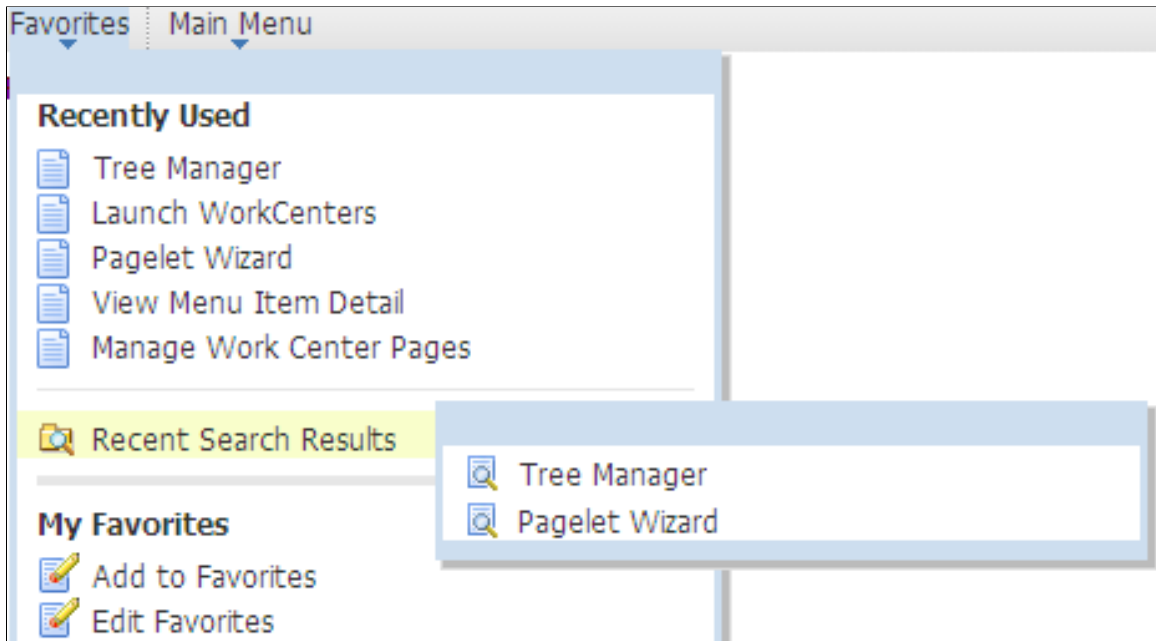 Favorites Main Menu
Recently Used
Tree Manager
Launch WorkCenters
Pagelet Wizard
View Menu Item Detail
Manage Work Center Pages
Recent Search Results
Tree Manager
Pagelet Wizard
My Favorites
Add to Favorites
Edit Favorites